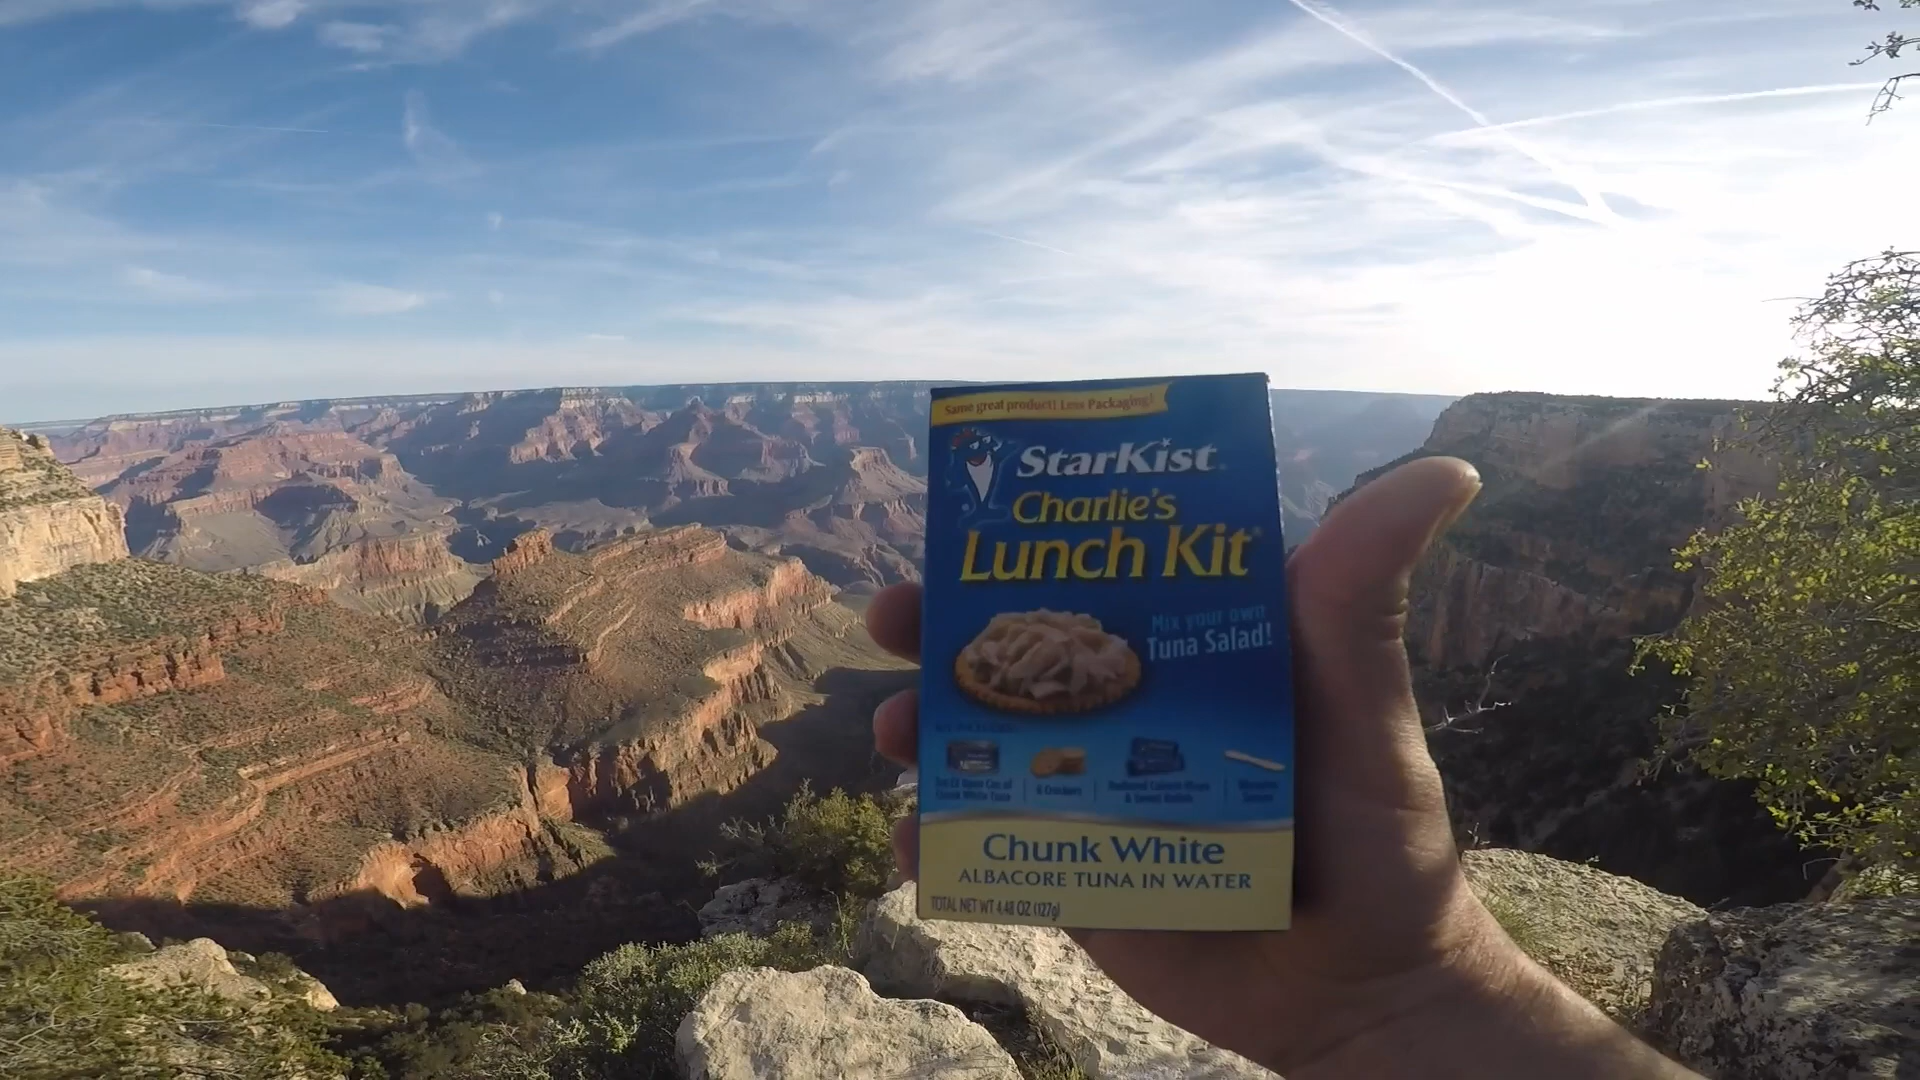 Same great product! Less Packaging!
StarKist®
Charlie's
Lunch Kit®
Mix your own
Tuna Salad!
6 Crackers
Chunk White
ALBACORE TUNA IN WATER
TOTAL NET WT 4.48 OZ (127g)